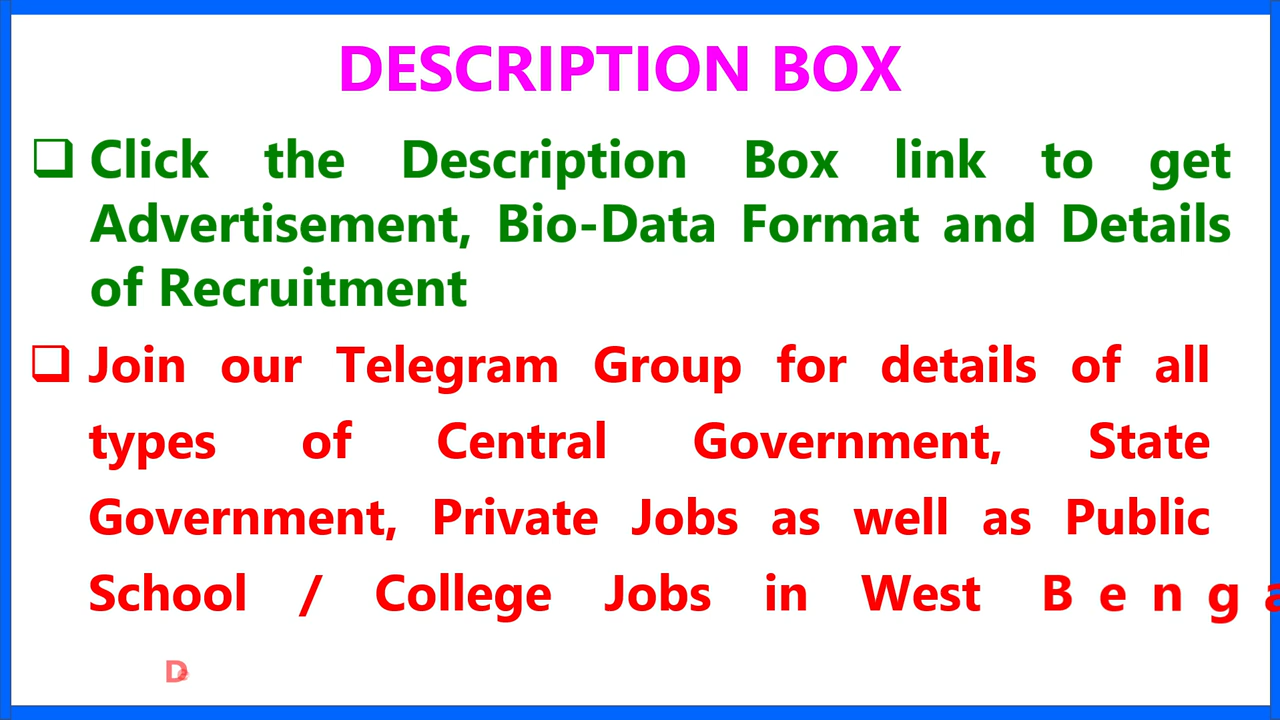 DESCRIPTION BOX
❑ Click the Description Box link to get
Advertisement, Bio-Data Format and Details
of Recruitment
❑ Join our Telegram Group for details of all
types of Central Government, State
Government, Private Jobs as well as Public
School / College Jobs in West Benga
D